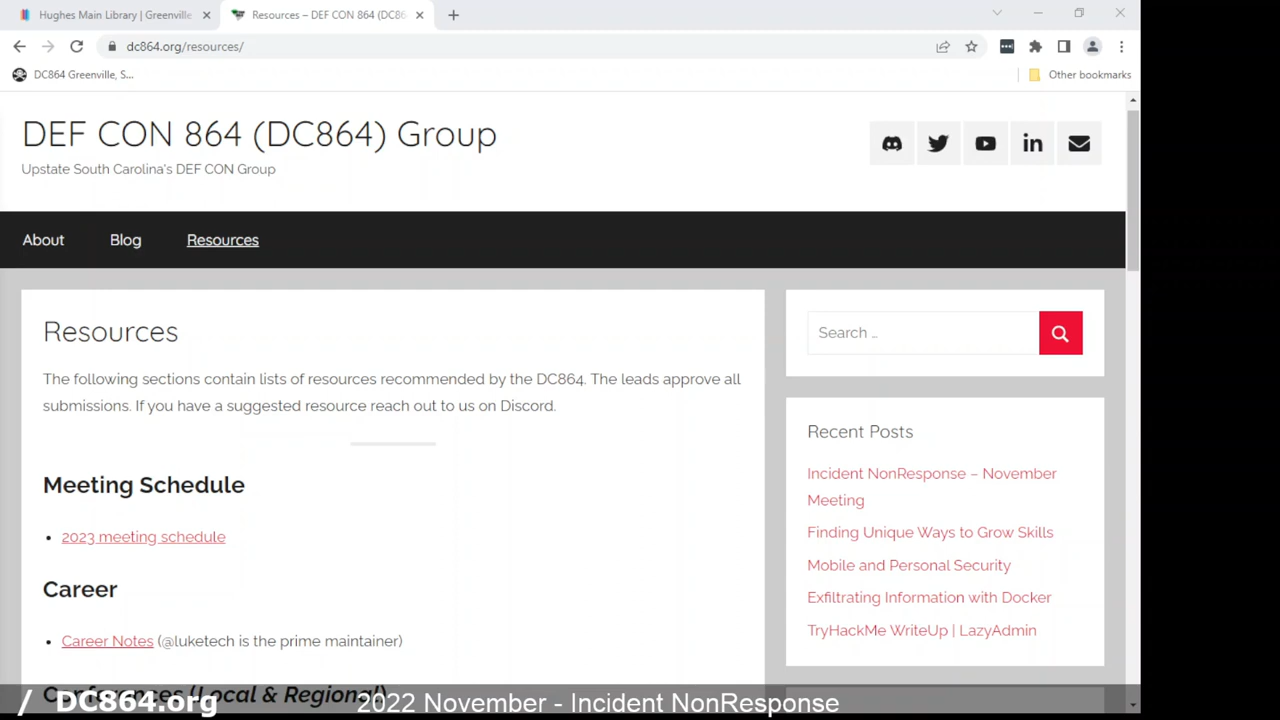 Hughes Main Library | Greenville
Resources – DEF CON 864 (DC86
dc864.org/resources/
DC864 Greenville, S...
Other bookmarks
DEF CON 864 (DC864) Group
Upstate South Carolina's DEF CON Group
About
Blog
Resources
Resources
The following sections contain lists of resources recommended by the DC864. The leads approve all
submissions. If you have a suggested resource reach out to us on Discord.
Meeting Schedule
2023 meeting schedule
Career
Career Notes (@luketech is the prime maintainer)
Conferences (Local & Regional)
Search …
Recent Posts
Incident NonResponse – November
Meeting
Finding Unique Ways to Grow Skills
Mobile and Personal Security
Exfiltrating Information with Docker
TryHackMe WriteUp | LazyAdmin
/ DC864.org
2022 November - Incident NonResponse